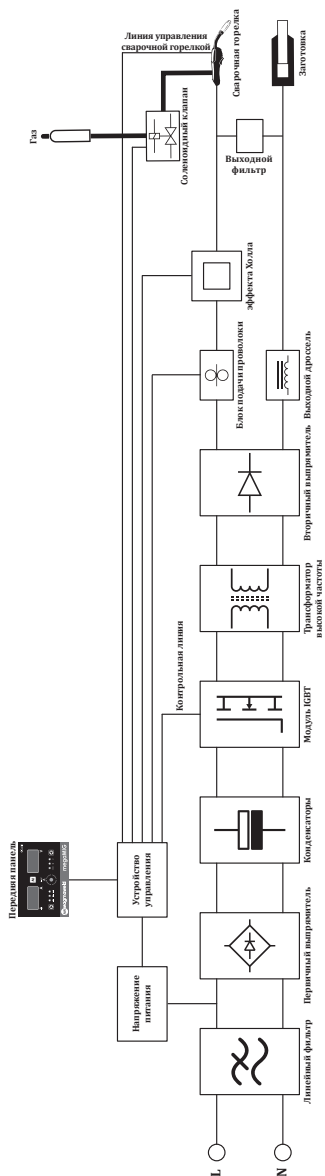 Линия управления
сварочной горелкой
Сварочная горелка
Заготовка
Газ
Соленоидный клапан
Выходной
фильтр
эффекта Холла
Блок подачи проволоки
Выходной дроссель
Вторичный выпрямитель
Трансформатор
высокой частоты
Контрольная линия
Модуль IGBT
Передняя панель
megaMIG
Устройство
управления
Конденсаторы
Напряжение
питания
Первичный выпрямитель
Линейный фильтр
L
N